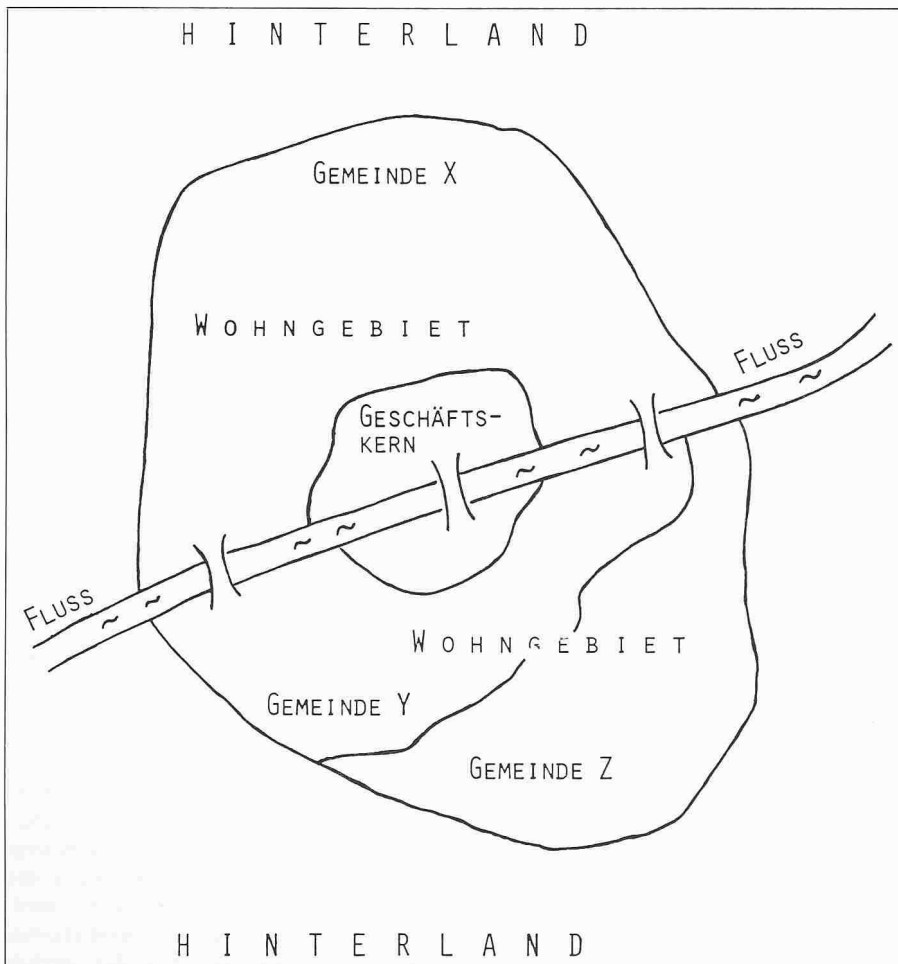 HINTERLAND
GEMEINDE X
WOHNGEBIET
FLUSS
GESCHÄFTS-
KERN
FLUSS
WOHNGEBIET
GEMEINDE Y
GEMEINDE Z
HINTERLAND